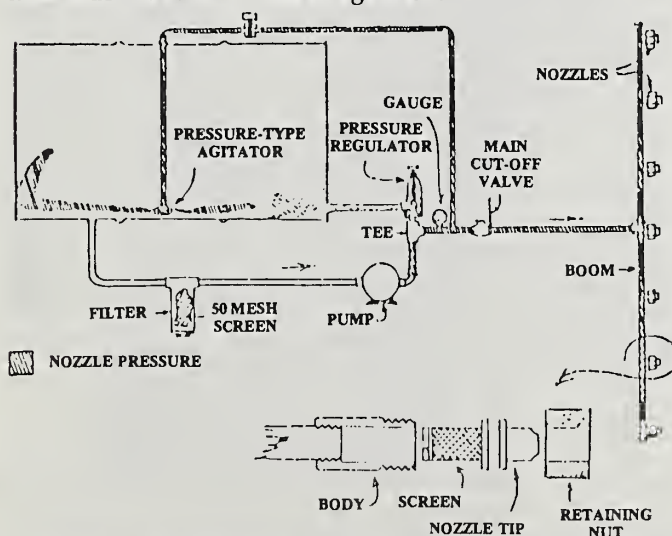 NOZZLES
GAUGE
PRESSURE-TYPE
AGITATOR
PRESSURE
REGULATOR
MAIN
CUT-OFF
VALVE
TEE
BOOM
FILTER
50 MESH
SCREEN
PUMP
NOZZLE PRESSURE
BODY
SCREEN
NOZZLE TIP
RETAINING
NUT